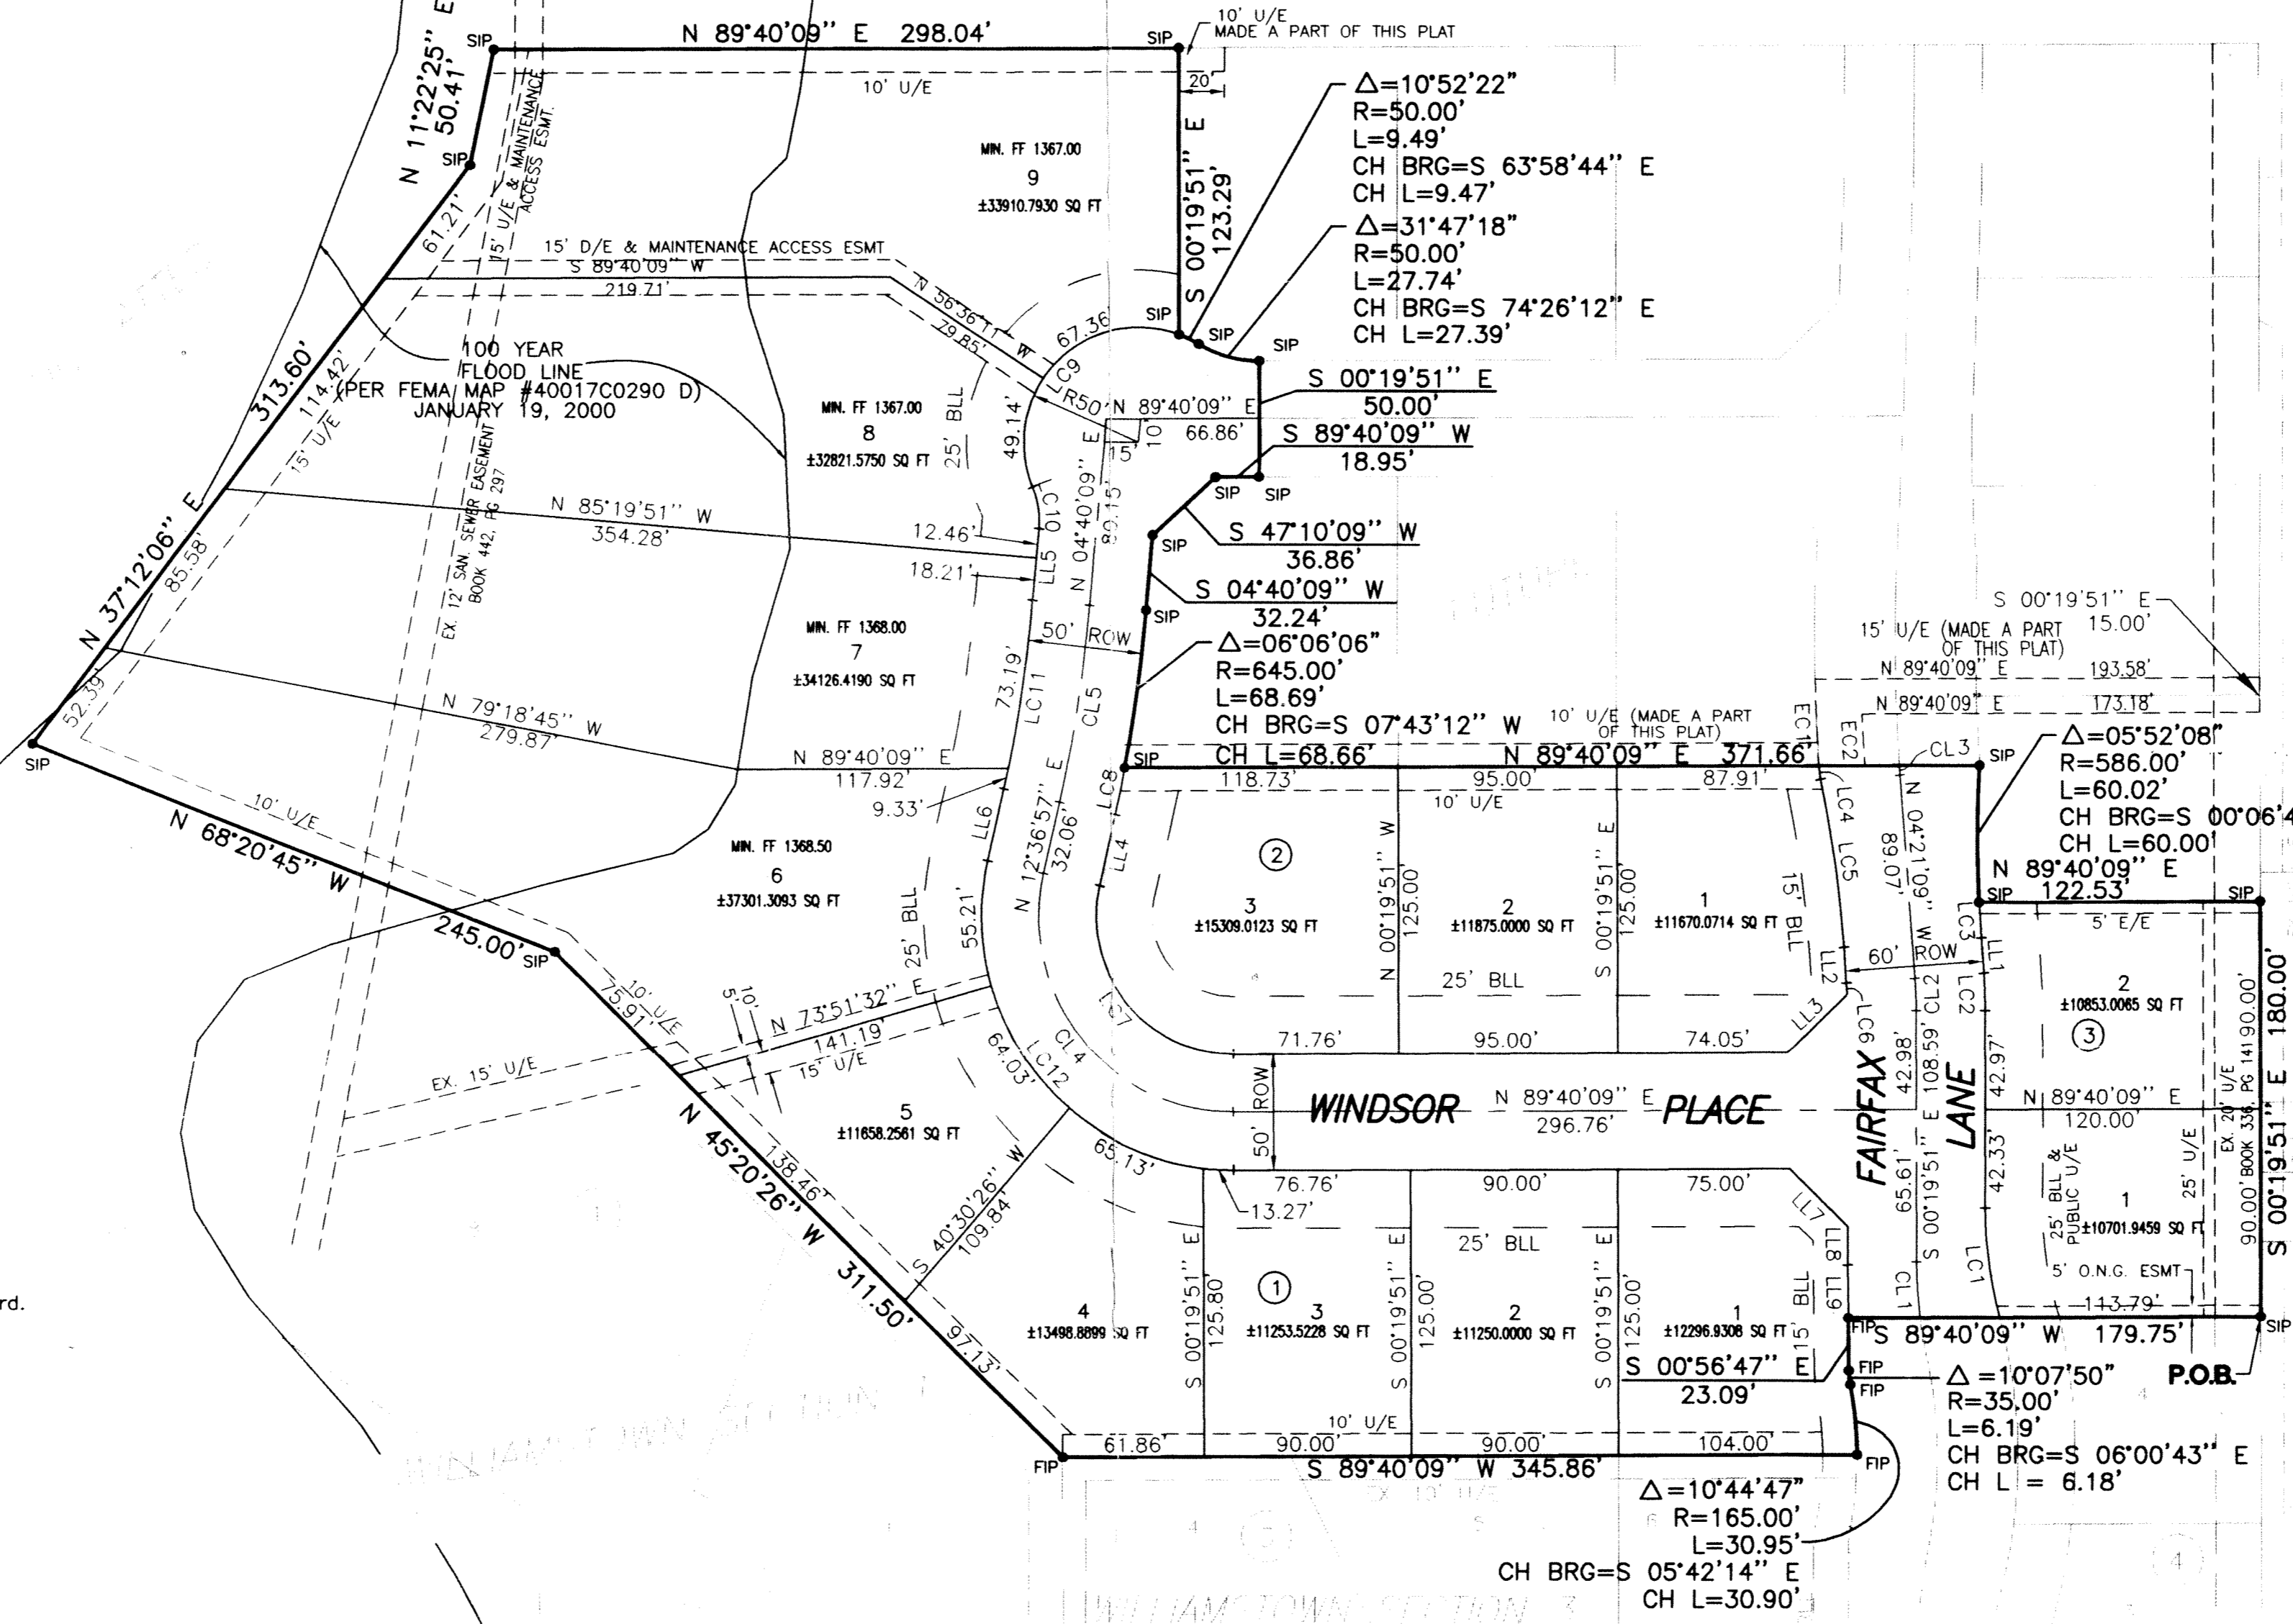 N 11°22'25" E
50.41'
SIP
N 89°40'09" E 298.04'
SIP
10' U/E
MADE A PART OF THIS PLAT
20'
10' U/E
SIP
15' U/E & MAINTENANCE
ACCESS ESMT.
MIN. FF 1367.00
9
±33910.7930 SQ FT
S 00°19'51" E
123.29'
Δ=10°52'22"
R=50.00'
L=9.49'
CH BRG=S 63°58'44" E
CH L=9.47'
Δ=31°47'18"
R=50.00'
L=27.74'
CH BRG=S 74°26'12" E
CH L=27.39'
61.21'
15' D/E & MAINTENANCE ACCESS ESMT
S 89°40'09" W
219.71'
N 56°36'11" W
79.85'
67.36'
C9
SIP
SIP
SIP
313.60'
114.42'
15' U/E
100 YEAR
FLOOD LINE
(PER FEMA MAP #40017C0290 D)
JANUARY 19, 2000
MIN. FF 1367.00
8
±32821.5750 SQ FT
25' BLL
49.14'
R50'
N 89°40'09" E
66.86'
10'
15'
S 00°19'51" E
50.00'
S 89°40'09" W
18.95'
SIP
SIP
C10
N 04°40'09" E
89.15'
N 85°19'51" W
354.28'
12.46'
18.21'
LL5
SIP
S 47°10'09" W
36.86'
EX. 12' SAN. SEWER EASEMENT
BOOK 442, PG 297
N 37°12'06" E
85.58'
S 04°40'09" W
32.24'
SIP
50' ROW
Δ=06°06'06"
R=645.00'
L=68.69'
CH BRG=S 07°43'12" W
CH L=68.66'
MIN. FF 1368.00
7
±34126.4190 SQ FT
73.19'
LC11
CL5
S 00°19'51" E
15.00'
15' U/E (MADE A PART
OF THIS PLAT)
N 89°40'09" E 193.58'
N 89°40'09" E 173.18'
52.39'
SIP
N 79°18'45" W
279.87'
N 89°40'09" E
117.92'
9.33'
10' U/E (MADE A PART
OF THIS PLAT)
SIP
N 89°40'09" E 371.66'
118.73'
95.00'
87.91'
10' U/E
EC1
EC2
CL3
SIP
Δ=05°52'08"
R=586.00'
L=60.02'
CH BRG=S 00°06'4
CH L=60.00'
N 89°40'09" E
122.53'
SIP
SIP
10' U/E
N 68°20'45" W
245.00'
SIP
MIN. FF 1368.50
6
±37301.3093 SQ FT
LL6
55.21'
25' BLL
N 12°36'57" E
32.06'
LC8
LL4
2
3
±15309.0123 SQ FT
N 00°19'51" W
125.00'
2
±11875.0000 SQ FT
S 00°19'51" E
125.00'
1
±11670.0714 SQ FT
15' BLL
25' BLL
LC4
LC5
N 04°21'09" W
89.07'
LL2
60' ROW
LC3
LL1
LC2
5' E/E
2
±10853.0065 SQ FT
3
EX. 20' U/E
BOOK 336, PG 141
90.00'
S 00°19'51" E 180.00'
10' U/E
75.91'
5'
10'
N 73°51'32" E
141.19'
15' U/E
EX. 15' U/E
LC7
CL4
64.03'
LC12
71.76'
95.00'
74.05'
LL3
LC6
FAIRFAX
LANE
42.98'
CL2
S 00°19'51" E 108.59'
42.97'
N 89°40'09" E
120.00'
50' ROW
WINDSOR PLACE
N 89°40'09" E
296.76'
5
±11658.2561 SQ FT
N 45°20'26" W
311.50'
138.46'
65.13'
S 40°30'26" W
109.84'
76.76'
13.27'
90.00'
75.00'
LL7
LL8
LL9
65.61'
CL1
42.33'
LC1
25' BLL &
PUBLIC U/E
25' U/E
1
±10701.9459 SQ FT
90.00'
5' O.N.G. ESMT
113.79'
rd.
97.13'
4
±13498.8899 SQ FT
S 00°19'51" E
125.80'
1
3
±11253.5228 SQ FT
25' BLL
S 00°19'51" E
125.00'
2
±11250.0000 SQ FT
S 00°19'51" E
125.00'
1
±12296.9308 SQ FT
15' BLL
FIP
S 89°40'09" W 179.75'
SIP
P.O.B.
S 00°56'47" E
23.09'
FIP
FIP
Δ=10°07'50"
R=35.00'
L=6.19'
CH BRG=S 06°00'43" E
CH L = 6.18'
10' U/E
61.86'
90.00'
90.00'
104.00'
FIP
S 89°40'09" W 345.86'
FIP
Δ=10°44'47"
R=165.00'
L=30.95'
CH BRG=S 05°42'14" E
CH L=30.90'
EX 10' U/E
4
5
6
4
WILLIAMSTOWN SECTION 3